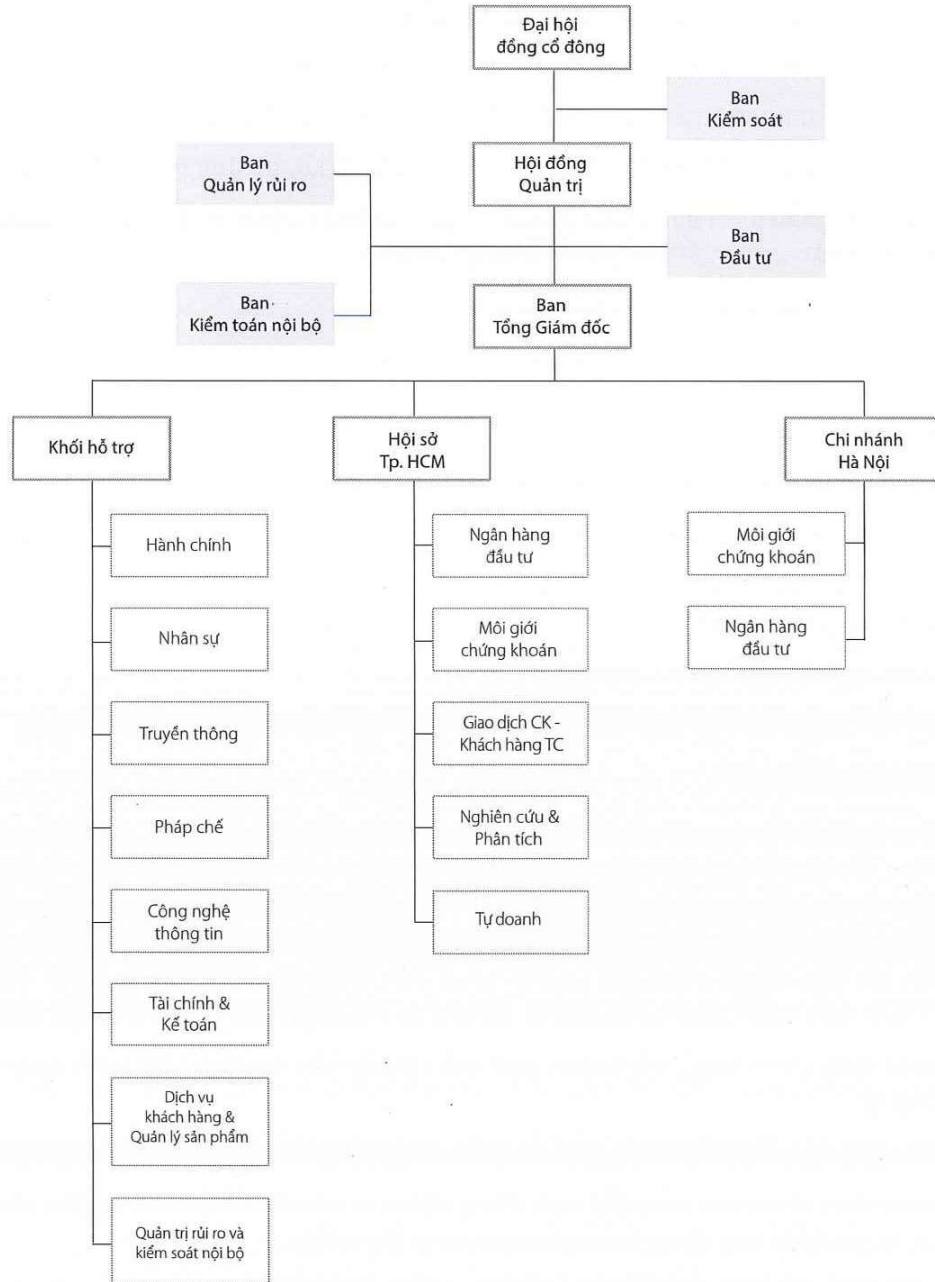 Đại hội
đồng cổ đông
Ban
Kiểm soát
Ban
Quản lý rủi ro
Hội đồng
Quản trị
Ban
Đầu tư
Ban
Kiểm toán nội bộ
Ban
Tổng Giám đốc
Khối hỗ trợ
Hội sở
Tp. HCM
Chi nhánh
Hà Nội
Hành chính
Nhân sự
Truyền thông
Pháp chế
Công nghệ
thông tin
Tài chính &
Kế toán
Dịch vụ
khách hàng &
Quản lý sản phẩm
Quản trị rủi ro và
kiểm soát nội bộ
Ngân hàng
đầu tư
Môi giới
chứng khoán
Giao dịch CK -
Khách hàng TC
Nghiên cứu &
Phân tích
Tự doanh
Môi giới
chứng khoán
Ngân hàng
đầu tư